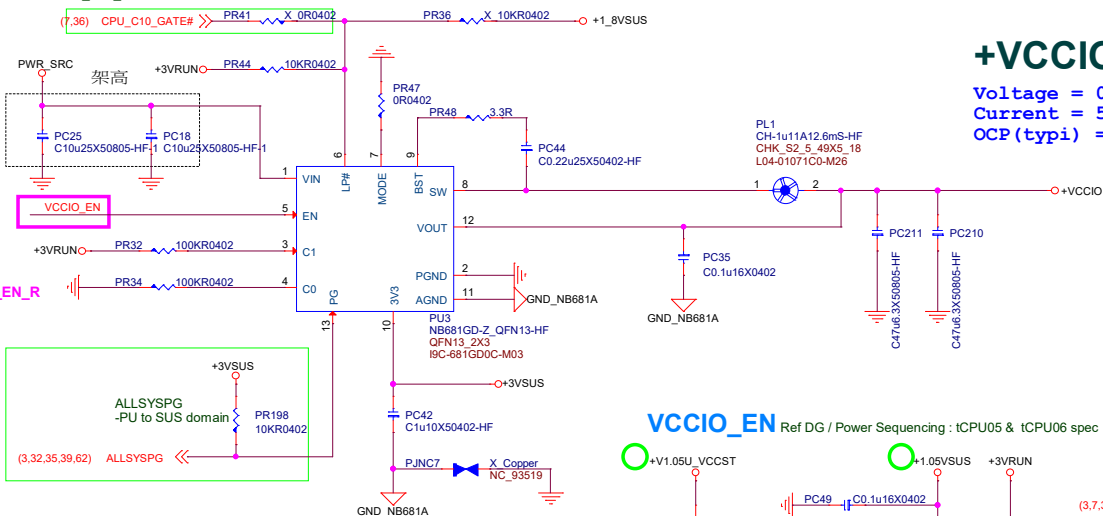 (7,36) CPU_C10_GATE#
PR41
X_0R0402
PR36
X_10KR0402
+1_8VSUS
PWR_SRC
架高
+3VRUN
PR44
10KR0402
PR47
0R0402
PR48
3.3R
PC25
C10u25X50805-HF-1
PC18
C10u25X50805-HF-1
PC44
C0.22u25X50402-HF
PL1
CH-1u11A12.6mS-HF
CHK_S2_5_49X5_18
L04-01071C0-M26
+VCCIO
Voltage = 0
Current = 5
OCP(typi) =
6
7
9
LP#
MODE
BST
1
VIN
SW
8
1
2
+VCCIO
VCCIO_EN
5
EN
VOUT
12
+3VRUN
PR32
100KR0402
3
C1
PC35
C0.1u16X0402
PC211
C47u6.3X50805-HF
PC210
C47u6.3X50805-HF
_EN_R
PR34
100KR0402
4
C0
PG
3V3
PGND
2
AGND
11
GND_NB681A
GND_NB681A
13
10
PU3
NB681GD-Z_QFN13-HF
QFN13_2X3
I9C-681GD0C-M03
+3VSUS
+3VSUS
ALLSYSPG
-PU to SUS domain
PR198
10KR0402
PC42
C1u10X50402-HF
(3,32,35,39,62) ALLSYSPG
PJNC7
X_Copper
NC_93519
GND_NB681A
VCCIO_EN Ref DG / Power Sequencing : tCPU05 & tCPU06 spec
+V1.05U_VCCST
+1.05VSUS
+3VRUN
PC49
C0.1u16X0402
(3,7,3